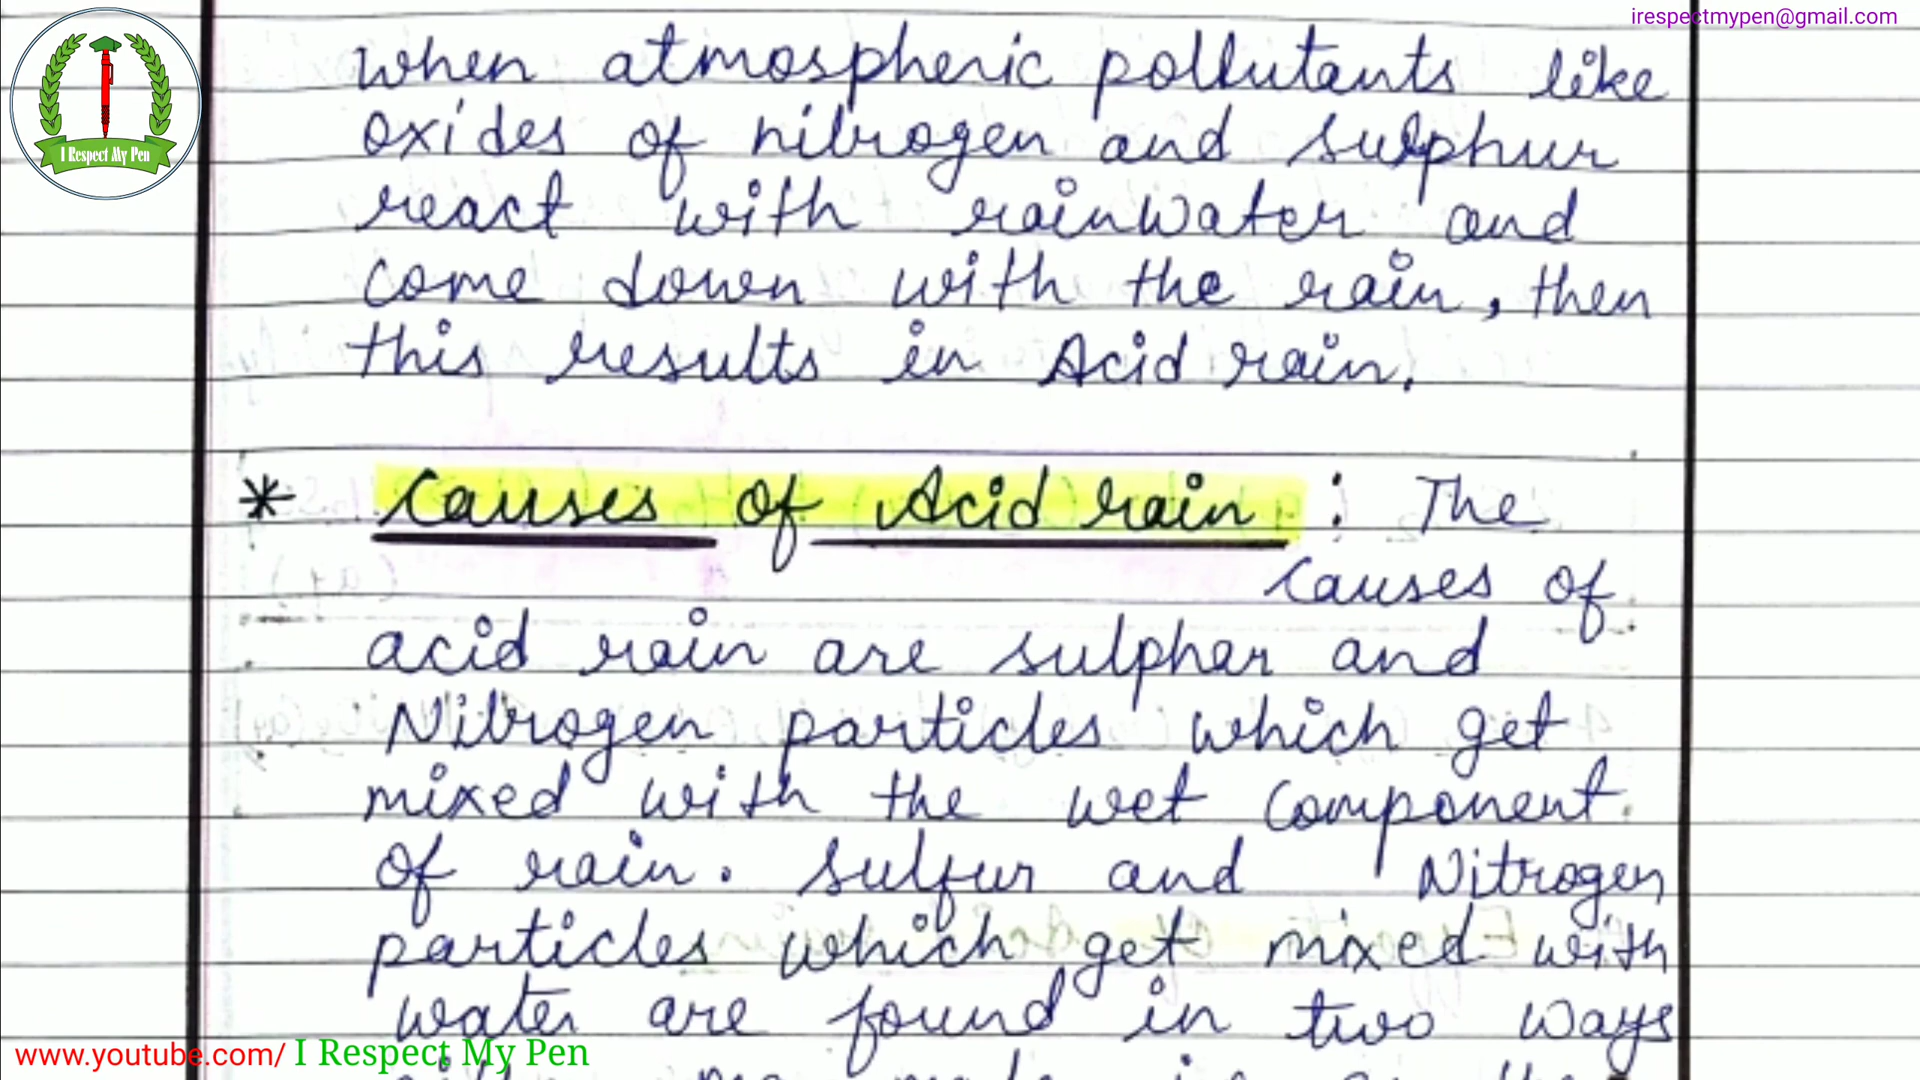 irespectmypen@gmail.com
I Respect My Pen
when atmospheric pollutants like
oxides of nitrogen and sulphur
react with rainwater and
come down with the rain, then
this results in Acid rain.
* Causes of Acid rain : The
causes of
acid rain are sulphar and
Nitrogen particles which get
mixed with the wet component
of rain. Sulfur and Nitrogen
particles which get mixed with
water are found in two ways
www.youtube.com/ I Respect My Pen